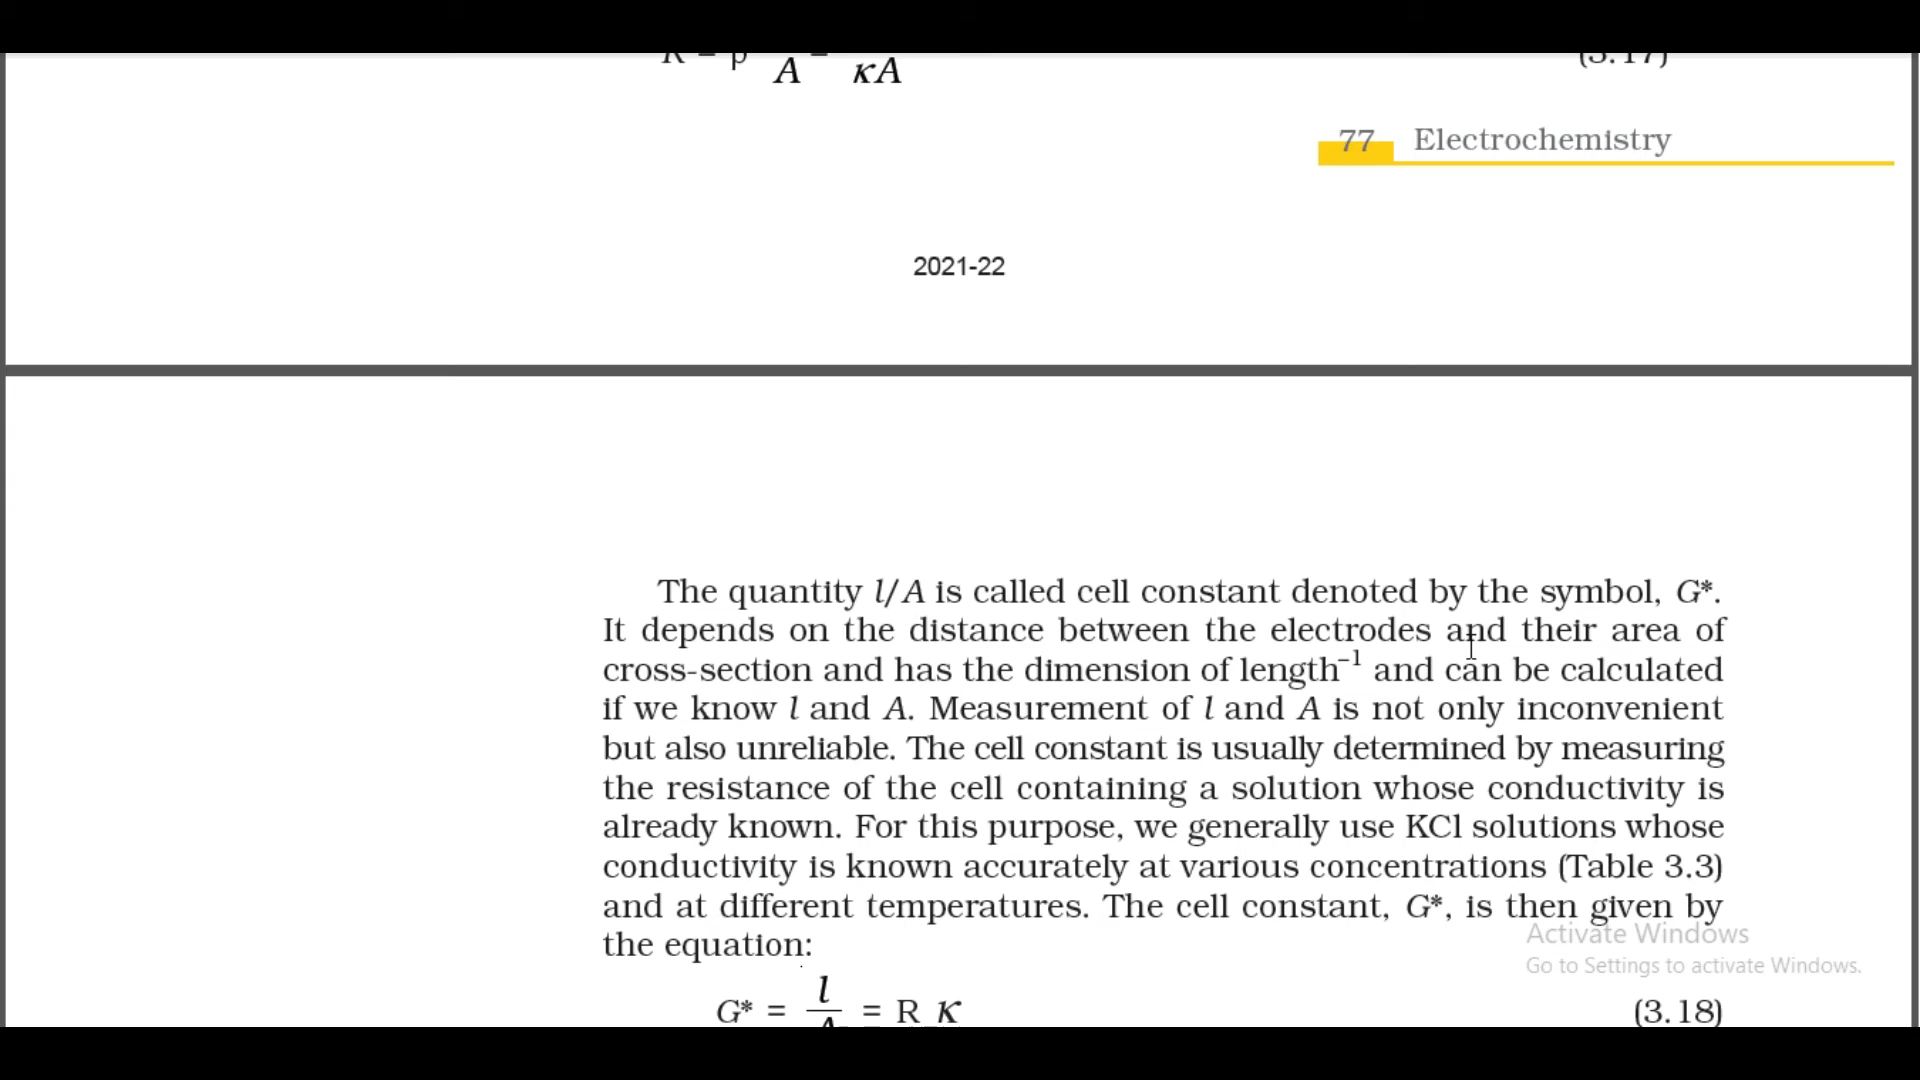 R = ρ A = κA (3.17)
77 Electrochemistry
2021-22
The quantity l/A is called cell constant denoted by the symbol, G*.
It depends on the distance between the electrodes and their area of
cross-section and has the dimension of length⁻¹ and can be calculated
if we know l and A. Measurement of l and A is not only inconvenient
but also unreliable. The cell constant is usually determined by measuring
the resistance of the cell containing a solution whose conductivity is
already known. For this purpose, we generally use KCl solutions whose
conductivity is known accurately at various concentrations (Table 3.3)
and at different temperatures. The cell constant, G*, is then given by
the equation:
Activate Windows
Go to Settings to activate Windows.
G* = l/A = R κ (3.18)